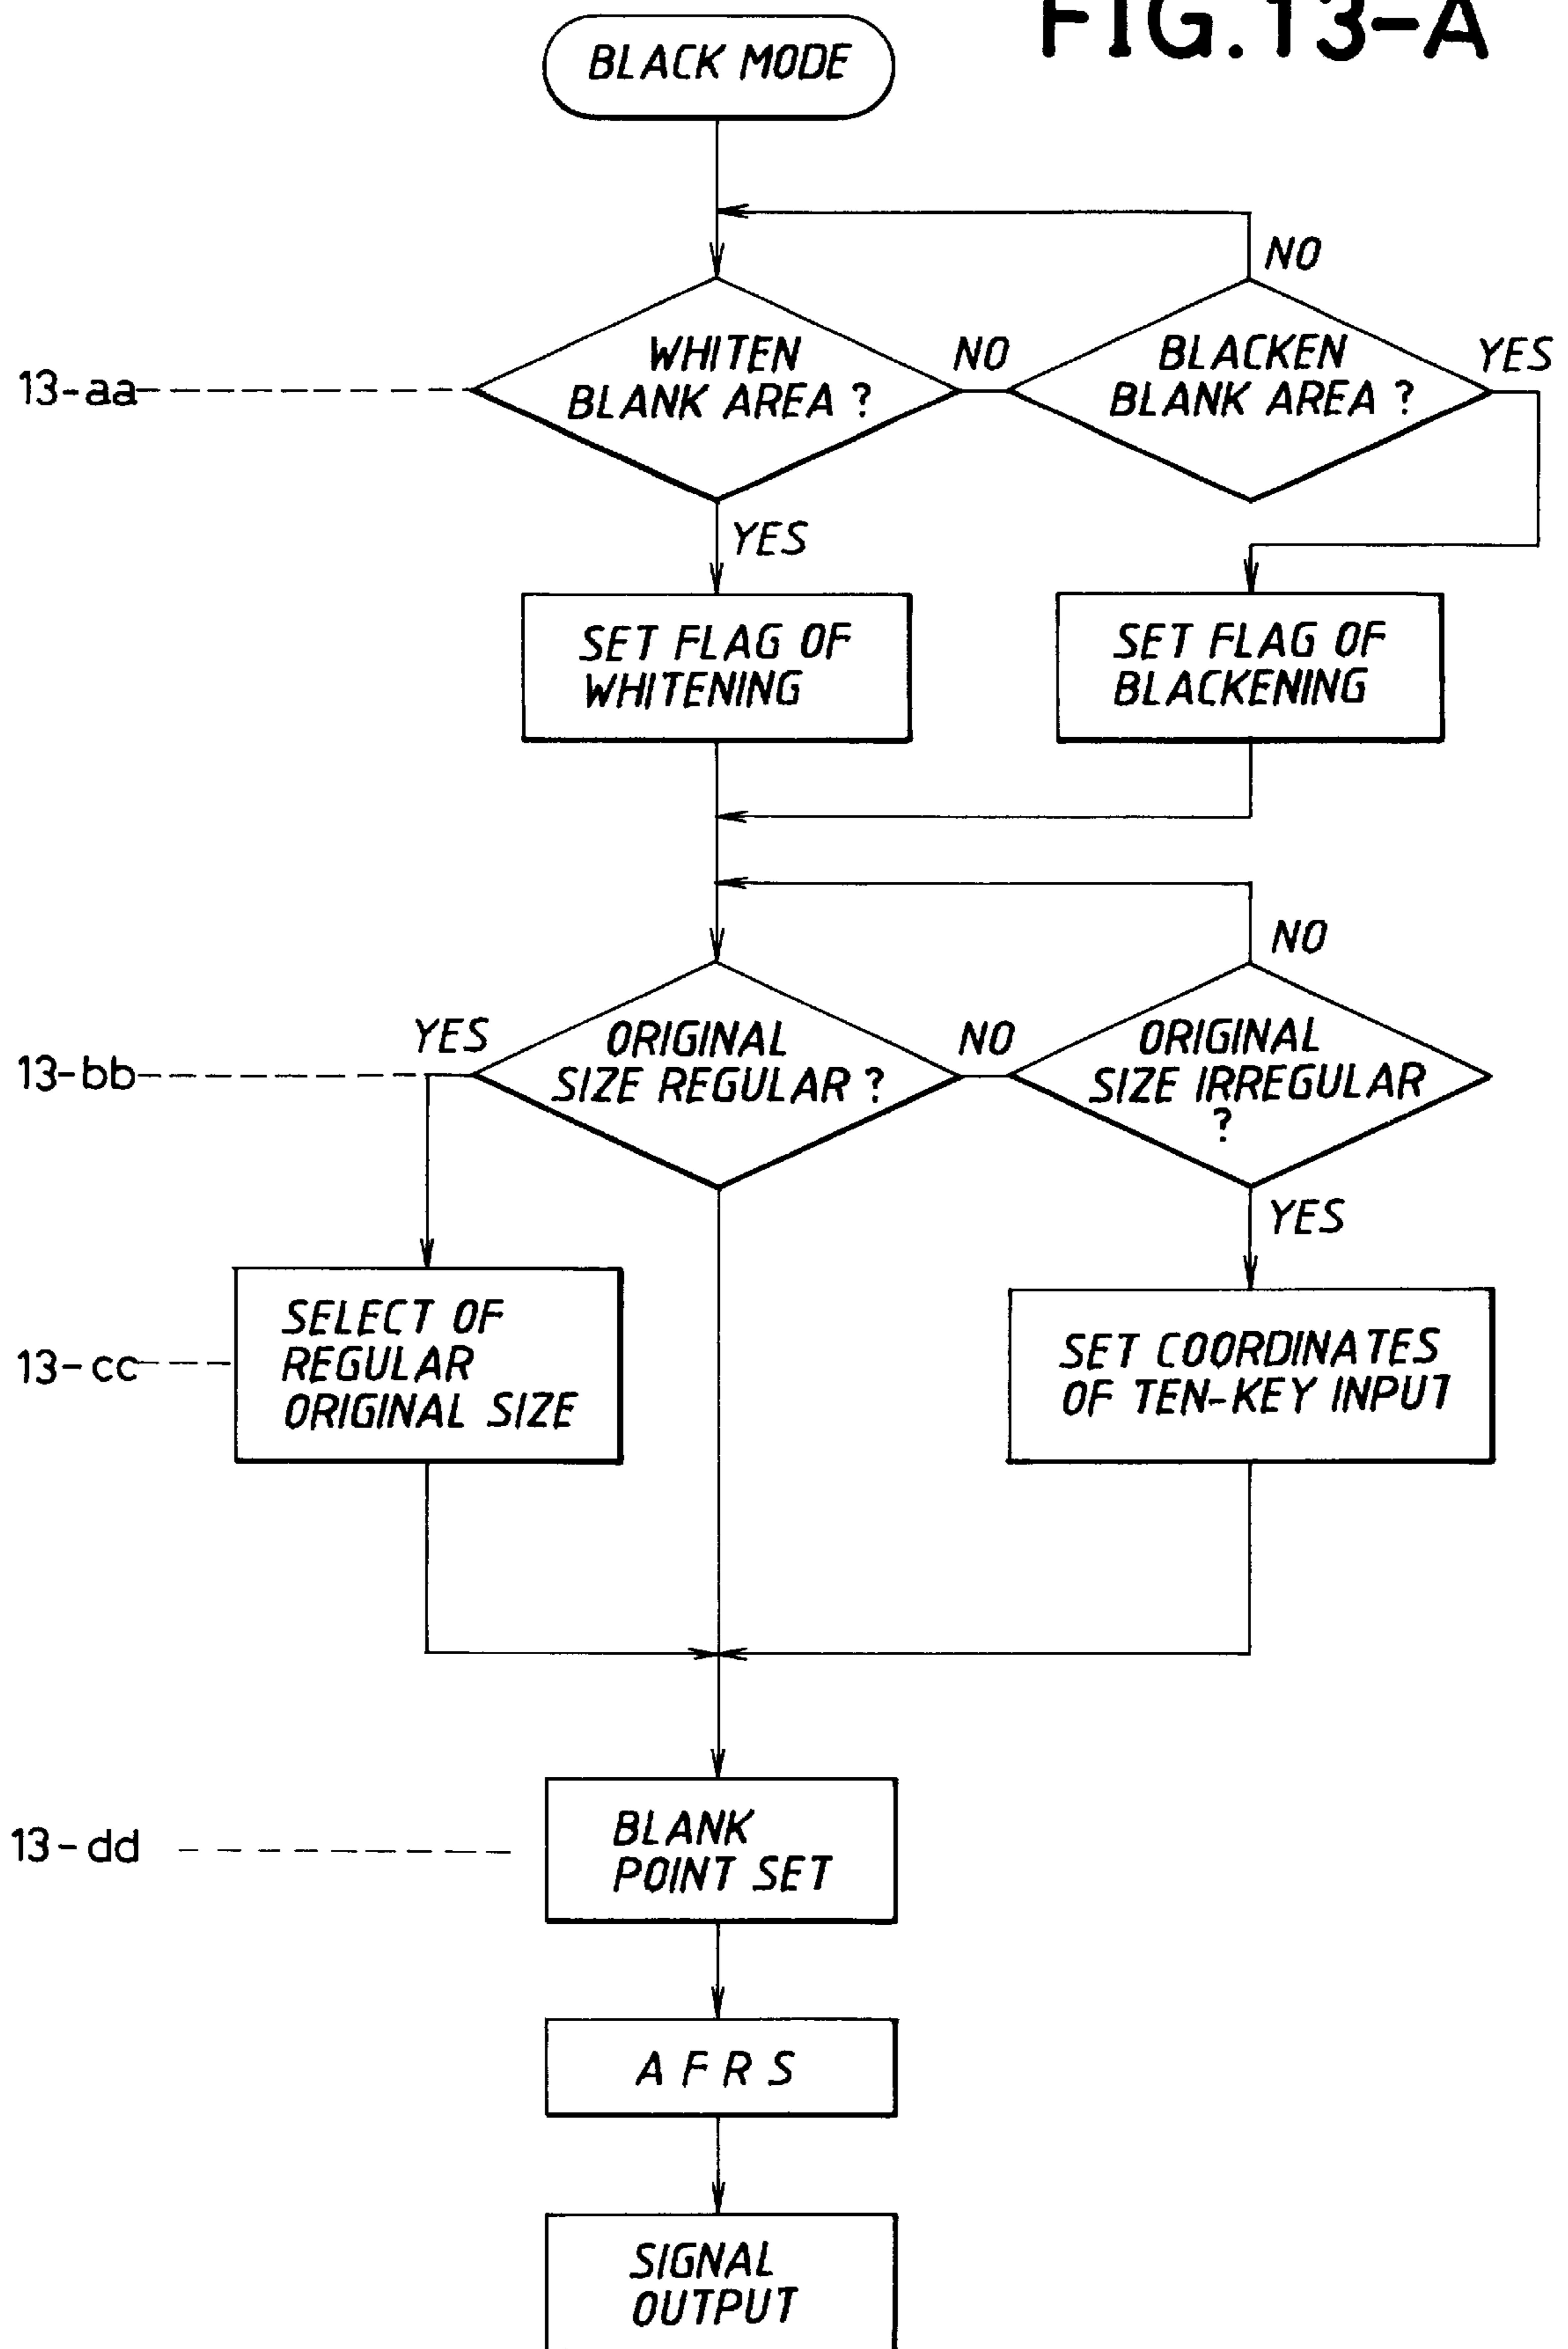 FIG.13-A
BLACK MODE
NO
13-aa
WHITEN
BLANK AREA ?
NO
BLACKEN
BLANK AREA ?
YES
YES
SET FLAG OF
WHITENING
SET FLAG OF
BLACKENING
NO
13-bb
YES
ORIGINAL
SIZE REGULAR ?
NO
ORIGINAL
SIZE IRREGULAR
?
YES
13-cc
SELECT OF
REGULAR
ORIGINAL SIZE
SET COORDINATES
OF TEN-KEY INPUT
13-dd
BLANK
POINT SET
A F R S
SIGNAL
OUTPUT